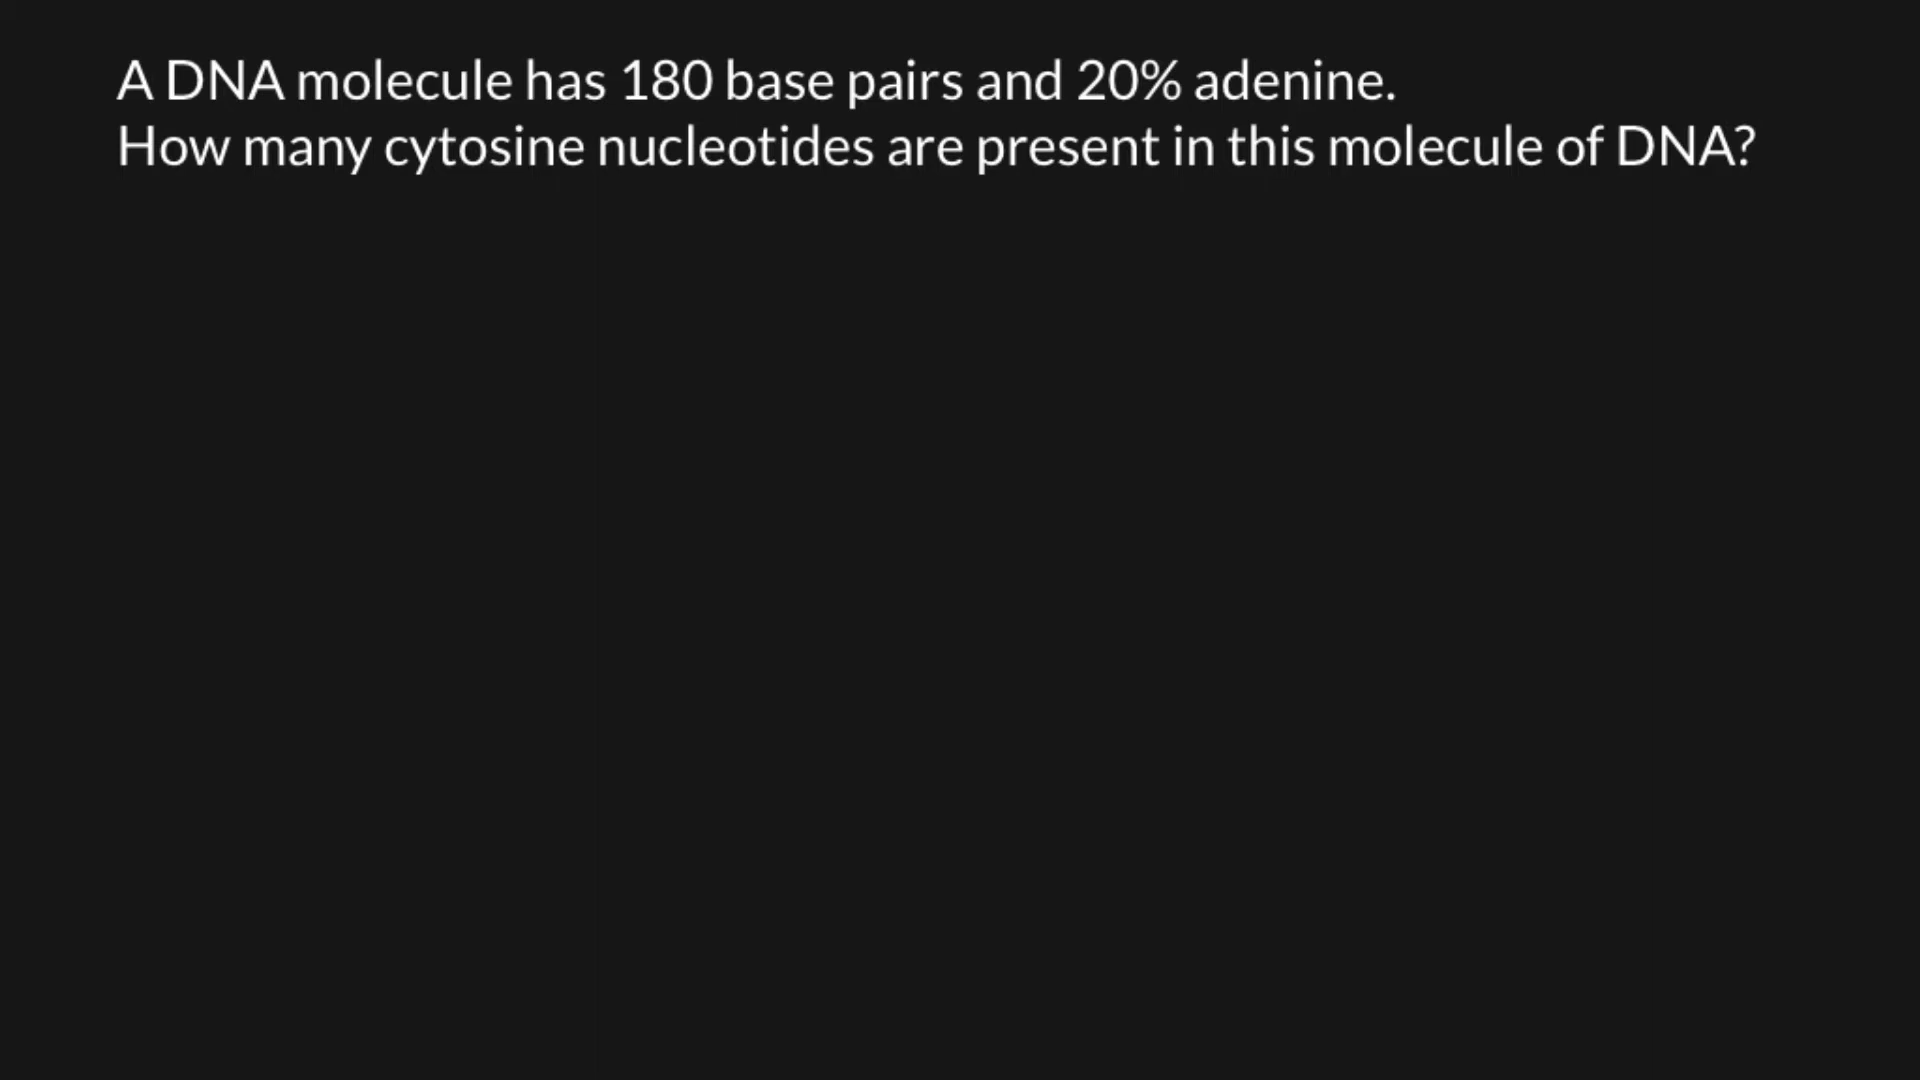 A DNA molecule has 180 base pairs and 20% adenine.
How many cytosine nucleotides are present in this molecule of DNA?